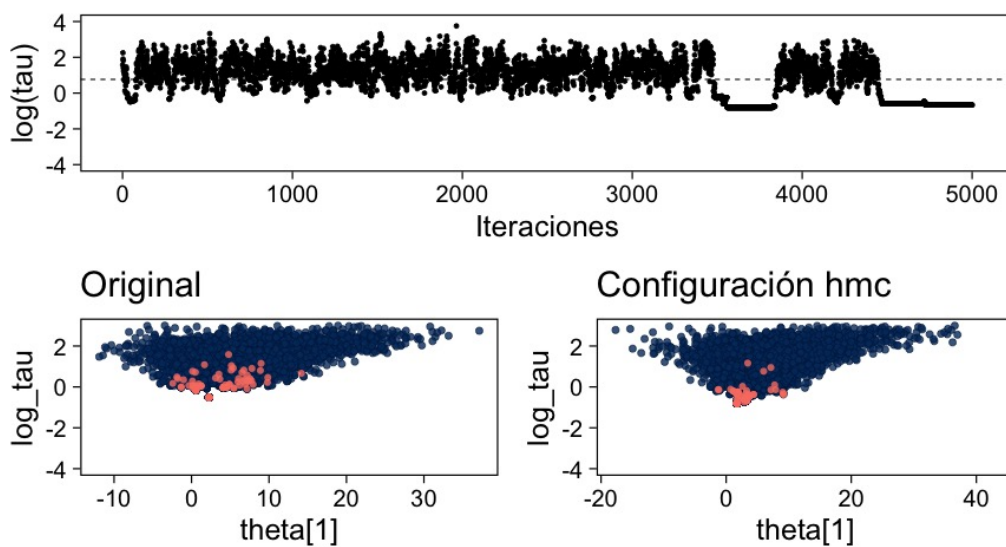 log(tau)
4
2
0
-2
-4
0 1000 2000 3000 4000 5000
Iteraciones
Original
log_tau
2
0
-2
-4
-10 0 10 20 30
theta[1]
Configuración hmc
log_tau
2
0
-2
-4
-20 0 20 40
theta[1]